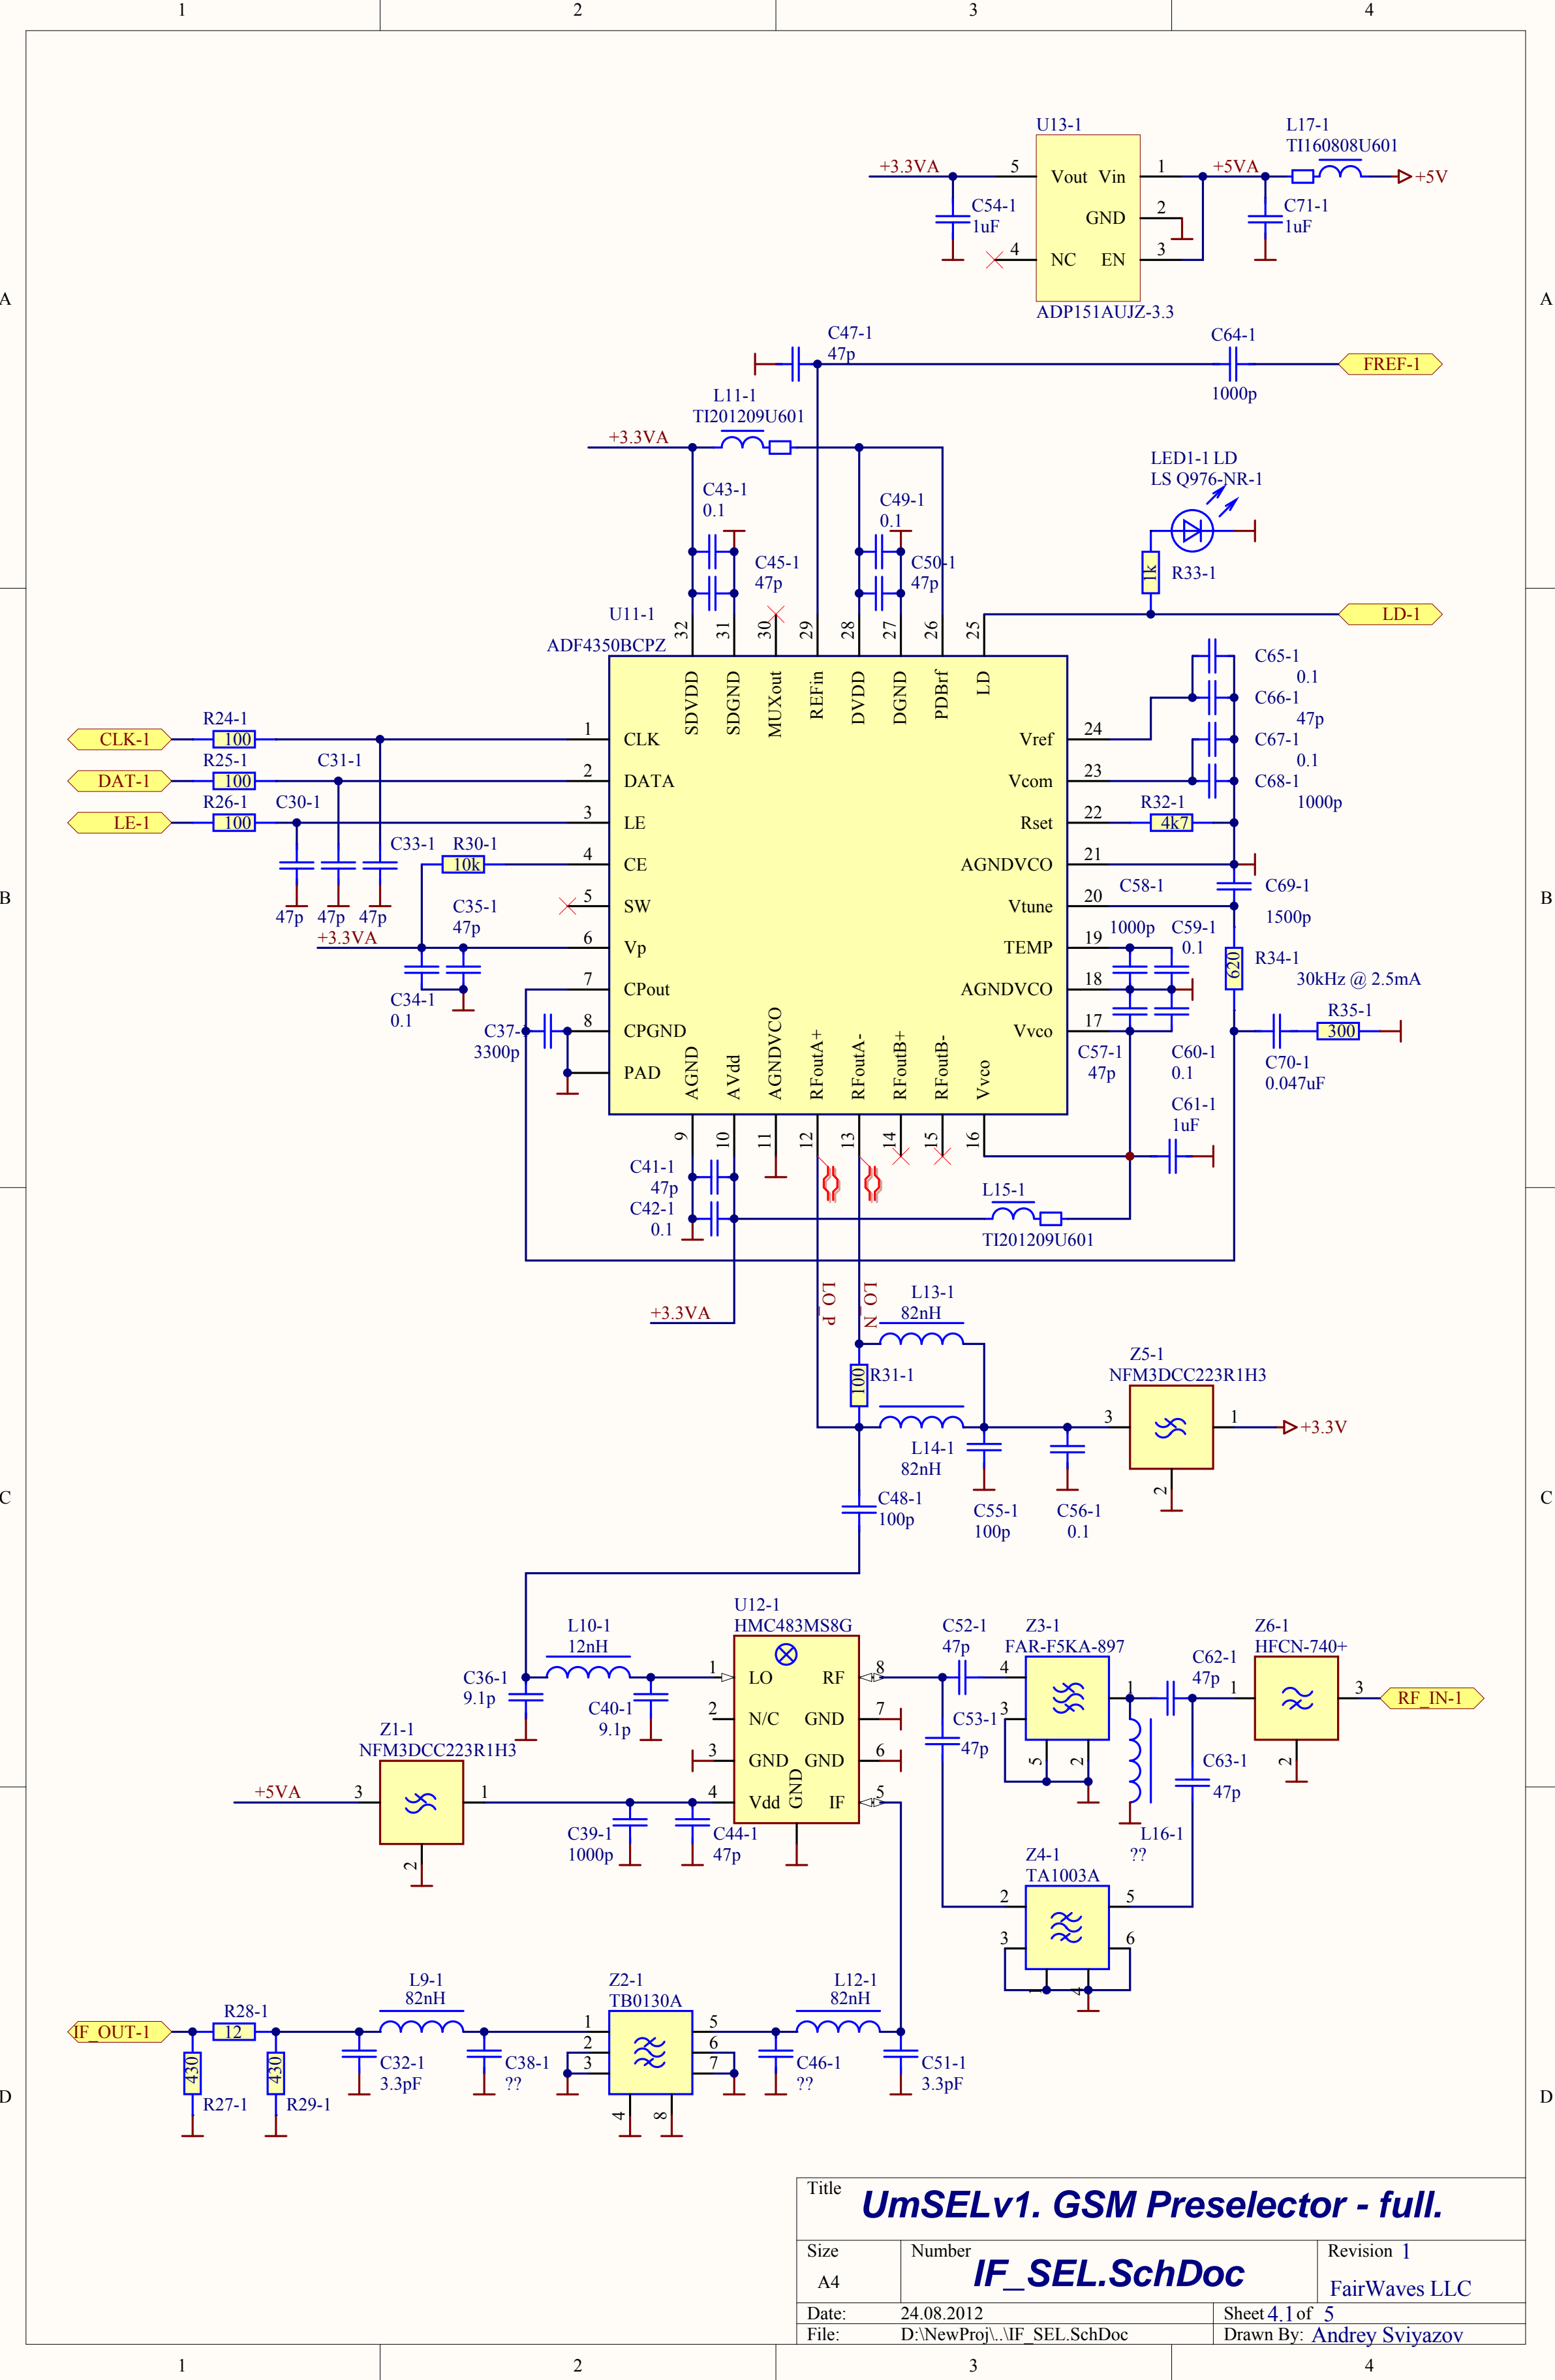 1 2 3 4
U13-1
L17-1
TI160808U601
+3.3VA
5
Vout Vin
1
+5VA
+5V
C54-1
1uF
GND
2
C71-1
1uF
4
NC EN
3
ADP151AUJZ-3.3
A A
C47-1
47p
C64-1
1000p
FREF-1
L11-1
TI201209U601
+3.3VA
LED1-1 LD
LS Q976-NR-1
C43-1
0.1
C49-1
0.1
C45-1
47p
C50-1
47p
1k
R33-1
LD-1
U11-1
ADF4350BCPZ
32 31 30 29 28 27 26 25
SDVDD SDGND MUXout REFin DVDD DGND PDBrf LD
C65-1
0.1
C66-1
47p
C67-1
0.1
C68-1
1000p
CLK-1
R24-1
100
1
CLK
Vref
24
DAT-1
R25-1
100
C31-1
2
DATA
Vcom
23
LE-1
R26-1
100
C30-1
3
LE
Rset
22
R32-1
4k7
C33-1
R30-1
10k
4
CE
AGNDVCO
21
47p 47p 47p
5
SW
Vtune
20
C58-1
1000p
C69-1
1500p
B B
+3.3VA
C35-1
47p
6
Vp
TEMP
19
C59-1
0.1
620
R34-1
30kHz @ 2.5mA
C34-1
0.1
7
CPout
AGNDVCO
18
C37-
3300p
8
CPGND
Vvco
17
PAD
C57-1
47p
C60-1
0.1
C70-1
0.047uF
R35-1
300
AGND AVdd AGNDVCO RFoutA+ RFoutA- RFoutB+ RFoutB- Vvco
9 10 11 12 13 14 15 16
C61-1
1uF
C41-1
47p
C42-1
0.1
L15-1
TI201209U601
+3.3VA
LO_P
LO_N
L13-1
82nH
100
R31-1
L14-1
82nH
Z5-1
NFM3DCC223R1H3
3 1
2
+3.3V
C C
C48-1
100p
C55-1
100p
C56-1
0.1
U12-1
HMC483MS8G
L10-1
12nH
C36-1
9.1p
C40-1
9.1p
1
LO RF
8
2
N/C GND
7
3
GND GND
6
4
Vdd GND IF
5
C52-1
47p
C53-1
47p
Z3-1
FAR-F5KA-897
4 1
3
5 2
C62-1
47p
Z6-1
HFCN-740+
1 3
2
RF_IN-1
C63-1
47p
L16-1
??
Z1-1
NFM3DCC223R1H3
+5VA
3 1
2
C39-1
1000p
C44-1
47p
Z4-1
TA1003A
2 5
3 6
1 4
IF_OUT-1
R28-1
12
430
R27-1
430
R29-1
L9-1
82nH
C32-1
3.3pF
C38-1
??
Z2-1
TB0130A
1 5
2 6
3 7
4 8
L12-1
82nH
C46-1
??
C51-1
3.3pF
D D
Title
UmSELv1. GSM Preselector - full.
Size
A4
Number
IF_SEL.SchDoc
Revision 1
FairWaves LLC
Date: 24.08.2012
Sheet 4.1 of 5
File: D:\NewProj\..\IF_SEL.SchDoc
Drawn By: Andrey Sviyazov
1 2 3 4